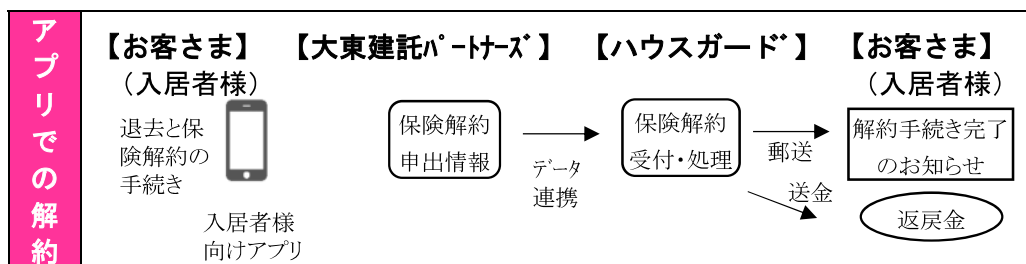 アプリでの解約
【お客さま】
（入居者様）
退去と保
険解約の
手続き
入居者様
向けアプリ
【大東建託ﾊﾟｰﾄﾅｰｽﾞ】
保険解約
申出情報
データ
連携
【ハウスガード】
保険解約
受付・処理
郵送
送金
【お客さま】
（入居者様）
解約手続き完了
のお知らせ
返戻金